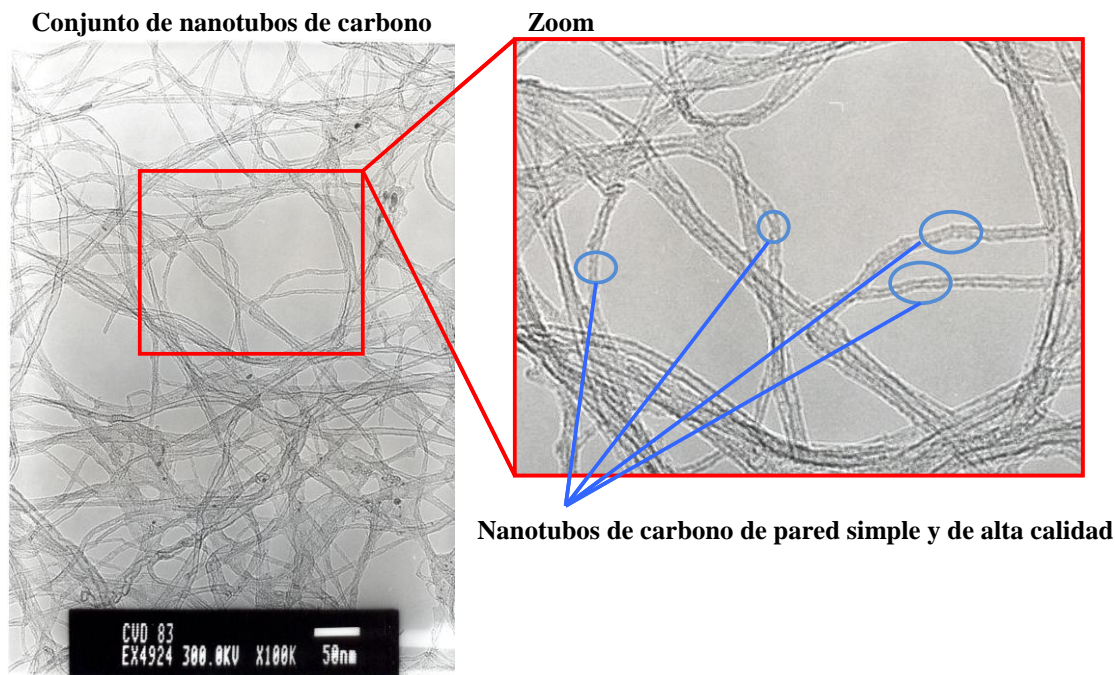 Conjunto de nanotubos de carbono
Zoom
Nanotubos de carbono de pared simple y de alta calidad
CVD 83
EX4924 300.0KV X100K 50nm